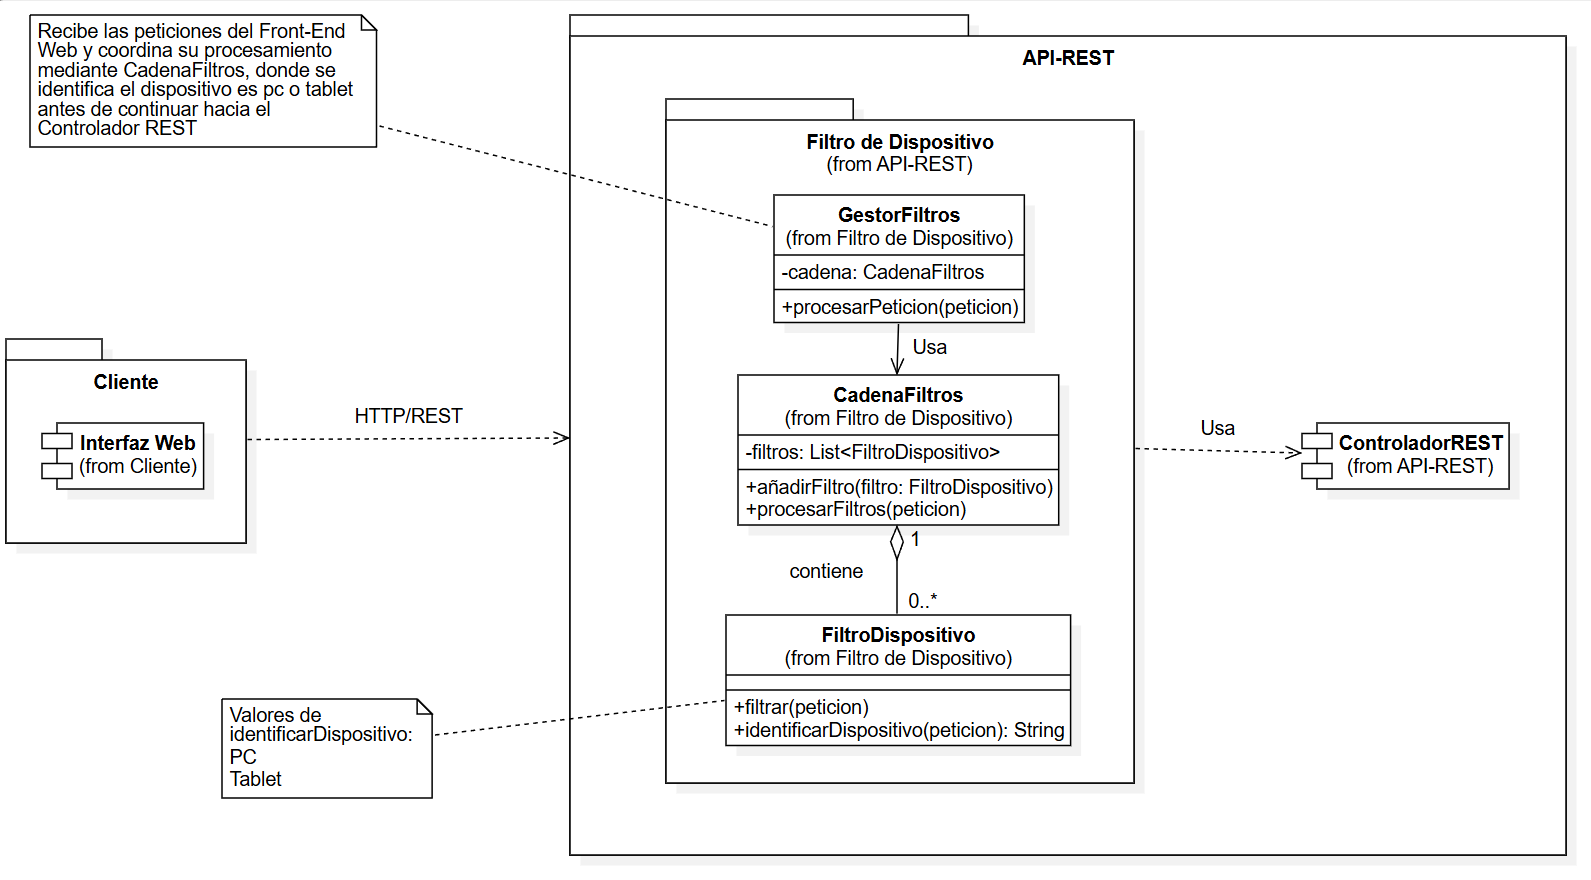 Recibe las peticiones del Front-End
Web y coordina su procesamiento
mediante CadenaFiltros, donde se
identifica el dispositivo es pc o tablet
antes de continuar hacia el
Controlador REST
API-REST
Filtro de Dispositivo
(from API-REST)
GestorFiltros
(from Filtro de Dispositivo)
-cadena: CadenaFiltros
+procesarPeticion(peticion)
Usa
Cliente
Interfaz Web
(from Cliente)
HTTP/REST
CadenaFiltros
(from Filtro de Dispositivo)
-filtros: List<FiltroDispositivo>
+añadirFiltro(filtro: FiltroDispositivo)
+procesarFiltros(peticion)
Usa
ControladorREST
(from API-REST)
1
contiene
0..*
FiltroDispositivo
(from Filtro de Dispositivo)
+filtrar(peticion)
+identificarDispositivo(peticion): String
Valores de
identificarDispositivo:
PC
Tablet